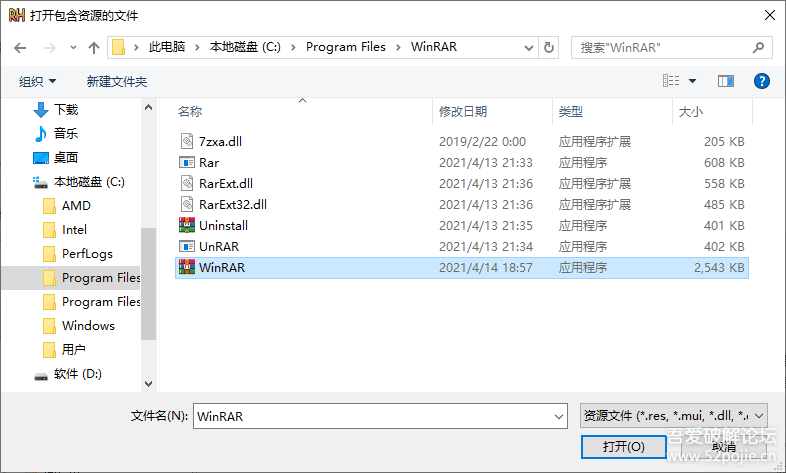 RH 打开包含资源的文件
此电脑 > 本地磁盘 (C:) > Program Files > WinRAR
搜索"WinRAR"
组织 新建文件夹
名称 修改日期 类型 大小
下载
音乐
桌面
本地磁盘 (C:)
AMD
Intel
PerfLogs
Program Files
Program Files
Windows
用户
软件 (D:)
7zxa.dll 2019/2/22 0:00 应用程序扩展 205 KB
Rar 2021/4/13 21:33 应用程序 608 KB
RarExt.dll 2021/4/13 21:36 应用程序扩展 558 KB
RarExt32.dll 2021/4/13 21:36 应用程序扩展 485 KB
Uninstall 2021/4/13 21:35 应用程序 401 KB
UnRAR 2021/4/13 21:34 应用程序 402 KB
WinRAR 2021/4/14 18:57 应用程序 2,543 KB
文件名(N): WinRAR
资源文件 (*.res, *.mui, *.dll, *.
打开(O) 取消
吾爱破解论坛
www.52pojie.cn